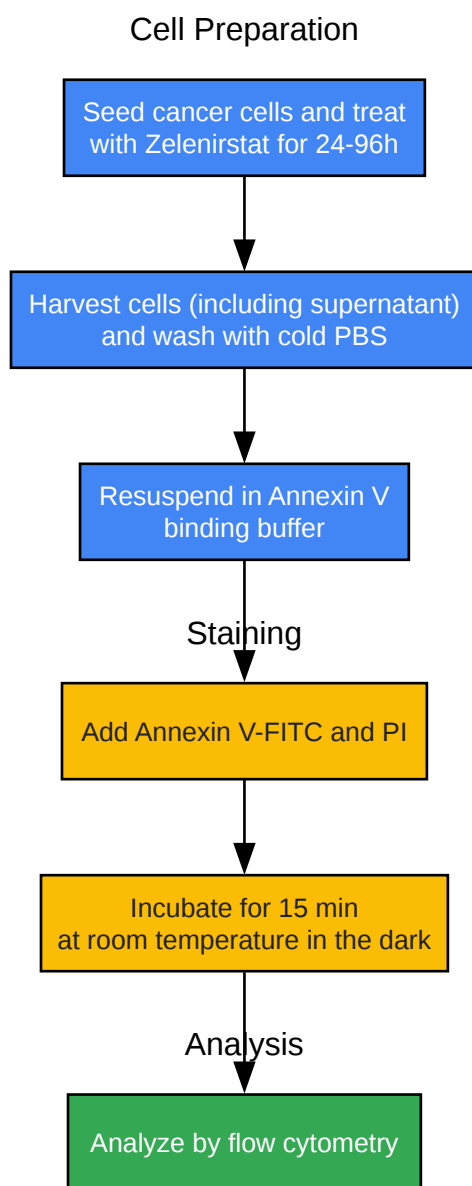 Cell Preparation
Seed cancer cells and treat
with Zelenirstat for 24-96h
Harvest cells (including supernatant)
and wash with cold PBS
Resuspend in Annexin V
binding buffer
Staining
Add Annexin V-FITC and PI
Incubate for 15 min
at room temperature in the dark
Analysis
Analyze by flow cytometry